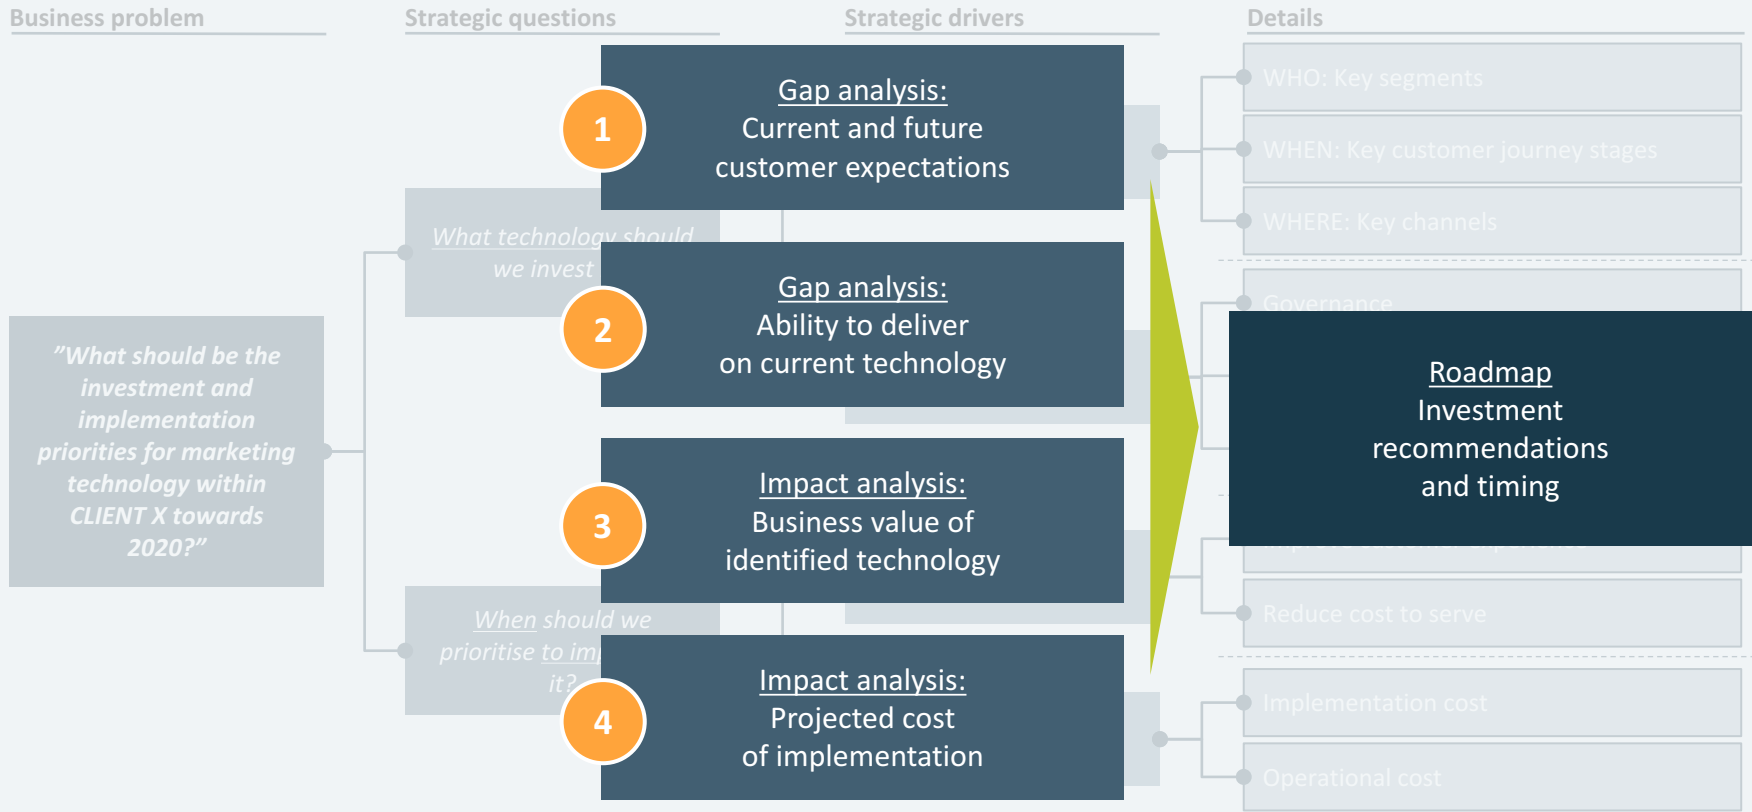 Business problem
Strategic questions
Strategic drivers
Details
”What should be the
investment and
implementation
priorities for marketing
technology within
CLIENT X towards
2020?”
What technology should
we invest
When should we
prioritise to
it?
1
Gap analysis:
Current and future
customer expectations
2
Gap analysis:
Ability to deliver
on current technology
3
Impact analysis:
Business value of
identified technology
4
Impact analysis:
Projected cost
of implementation
WHO: Key segments
WHEN: Key customer journey stages
WHERE: Key channels
Governance
Roadmap
Investment
recommendations
and timing
Reduce cost to serve
Implementation cost
Operational cost